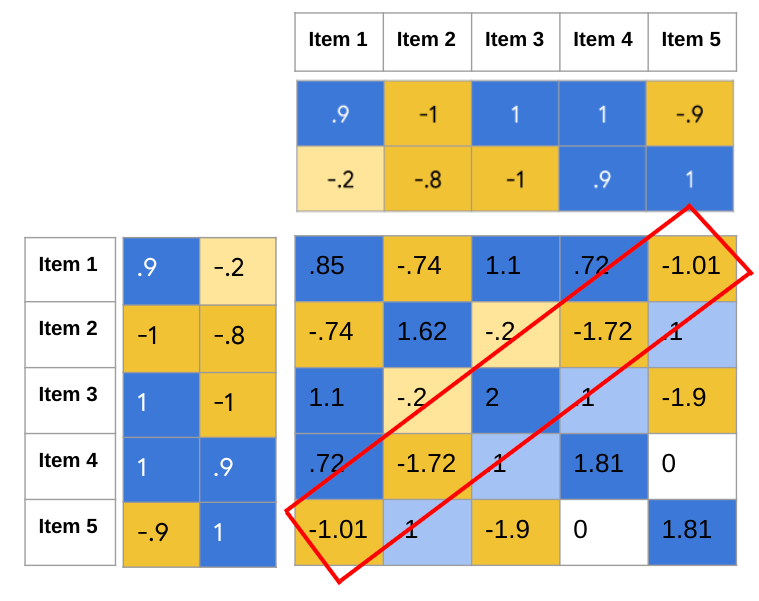 Item 1 Item 2 Item 3 Item 4 Item 5
.9 -1 1 1 -.9
-.2 -.8 -1 .9 1
Item 1 .9 -.2 .85 -.74 1.1 .72 -1.01
Item 2 -1 -.8 -.74 1.62 -.2 -1.72 .1
Item 3 1 -1 1.1 -.2 2 .1 -1.9
Item 4 1 .9 .72 -1.72 .1 1.81 0
Item 5 -.9 1 -1.01 .1 -1.9 0 1.81